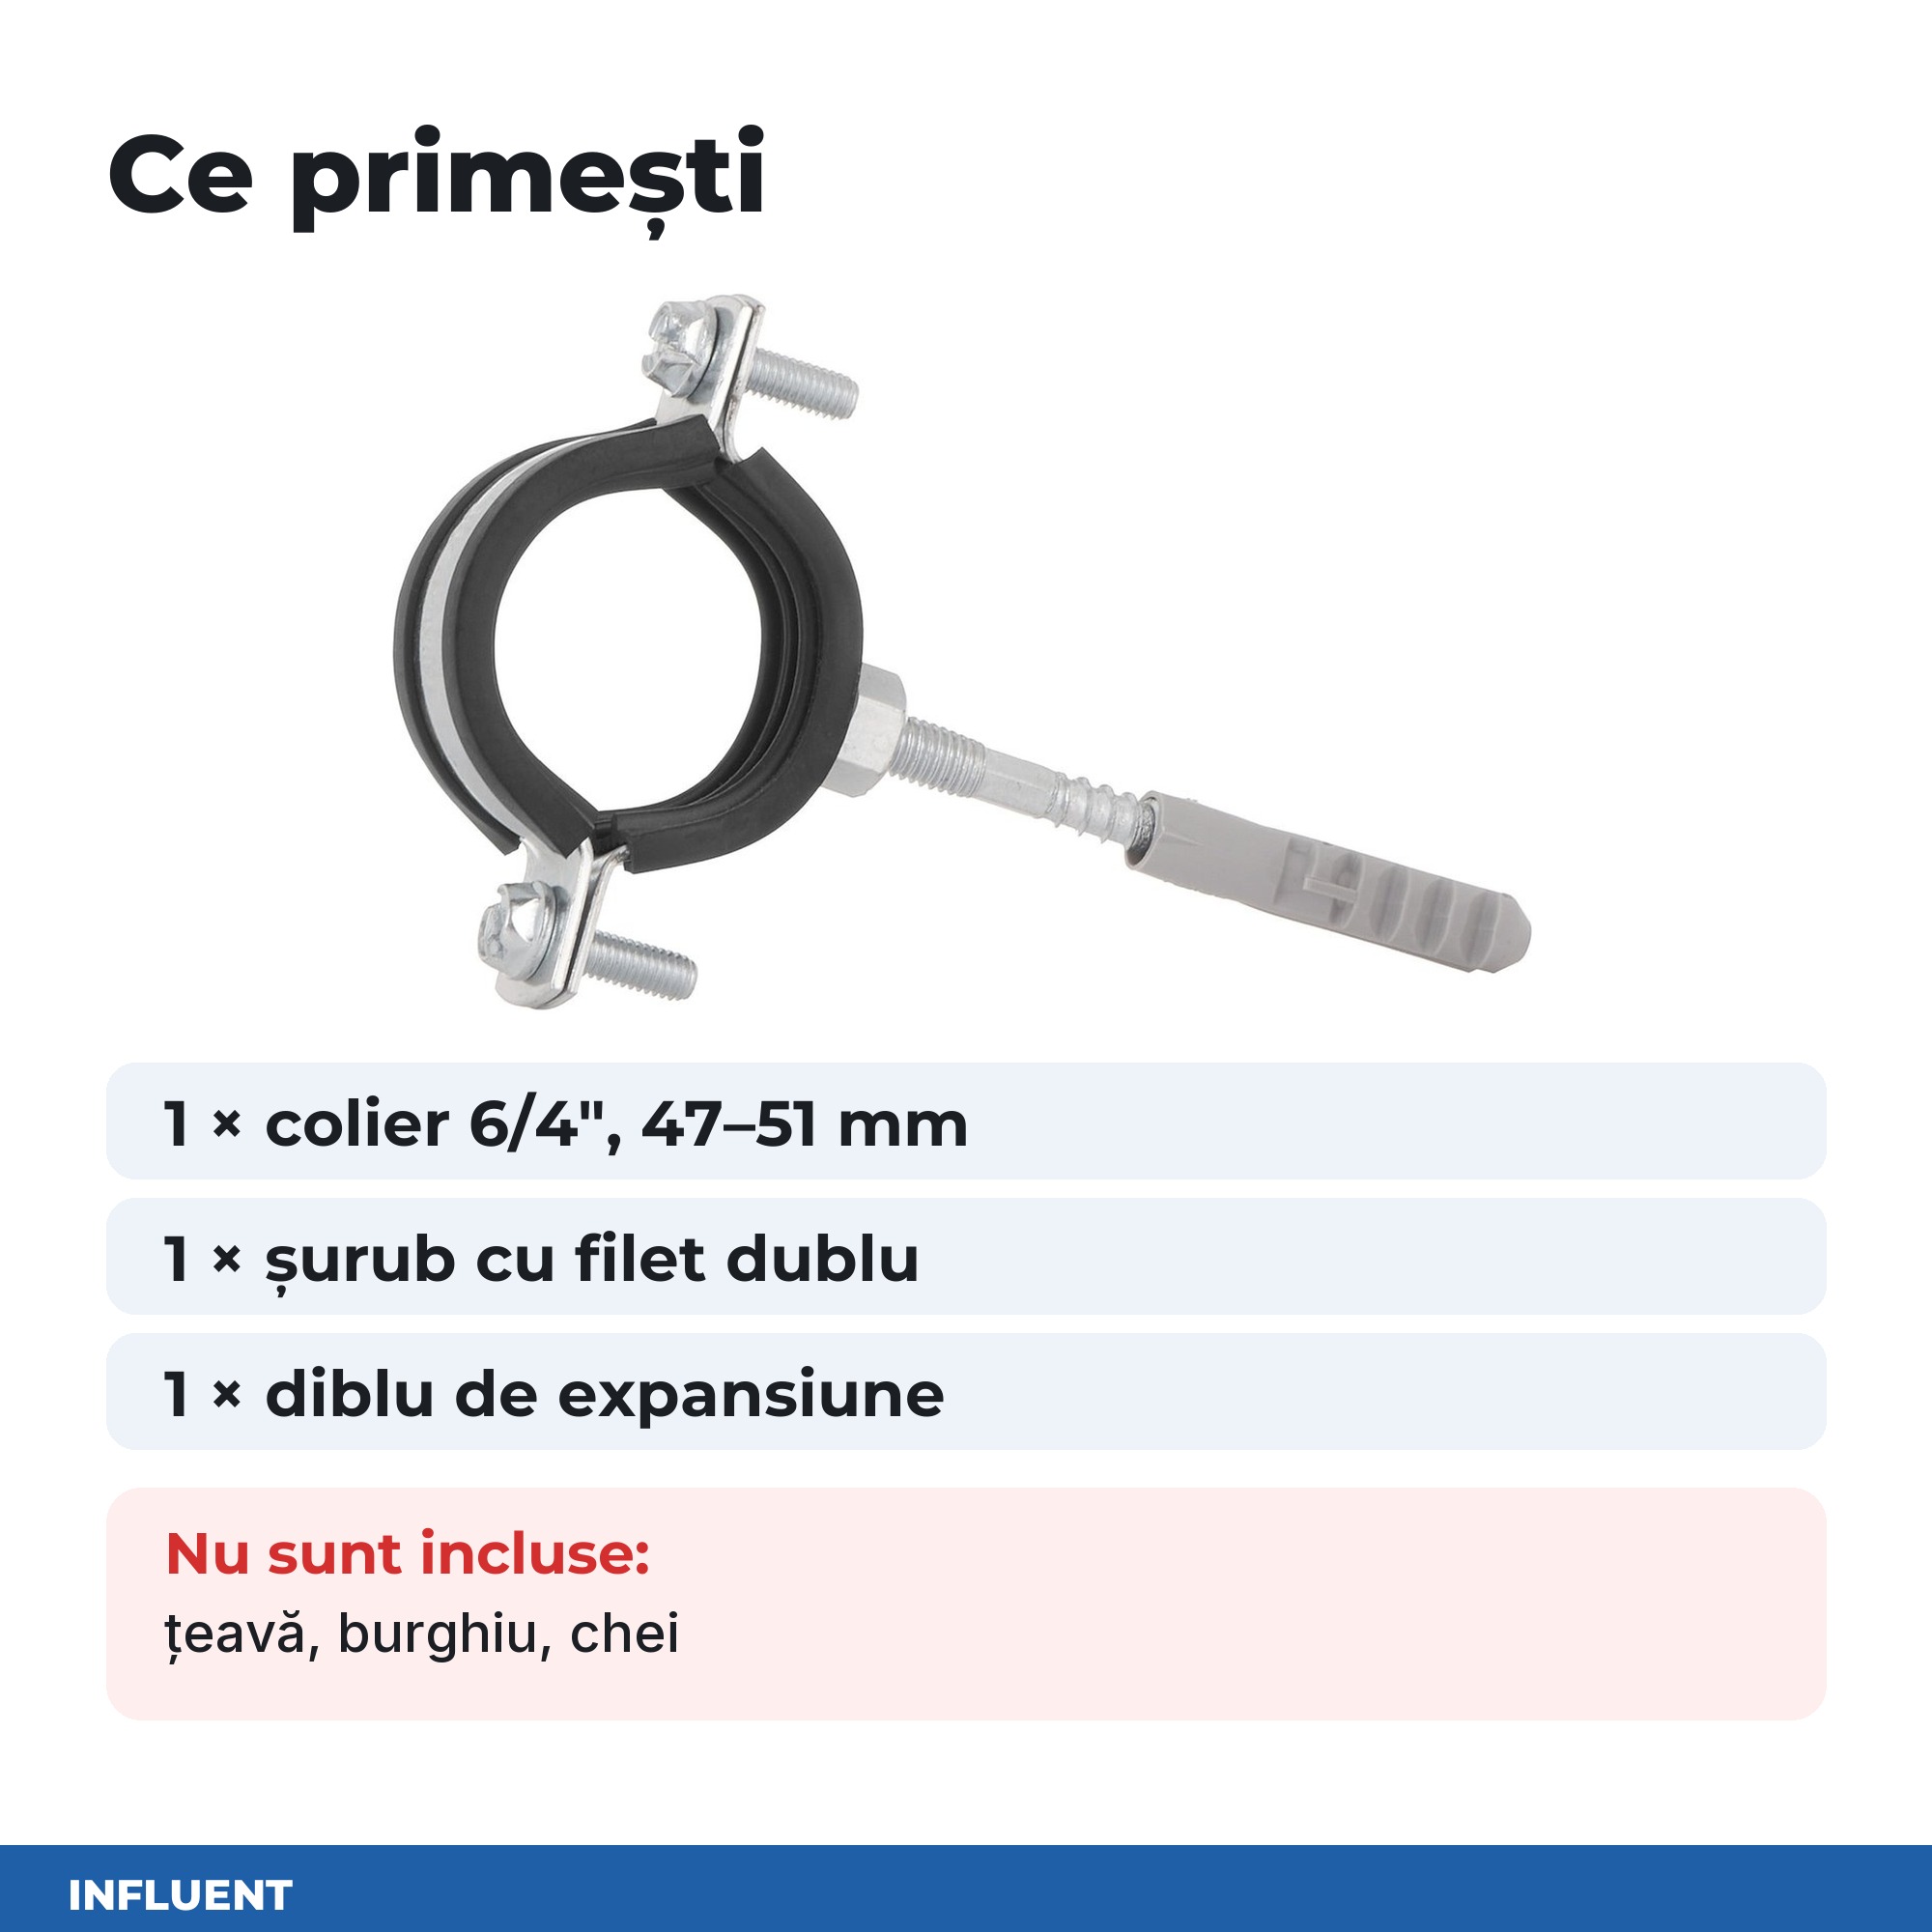 Ce primești
1 × colier 6/4", 47–51 mm
1 × șurub cu filet dublu
1 × diblu de expansiune
Nu sunt incluse:
țeavă, burghiu, chei
INFLUENT